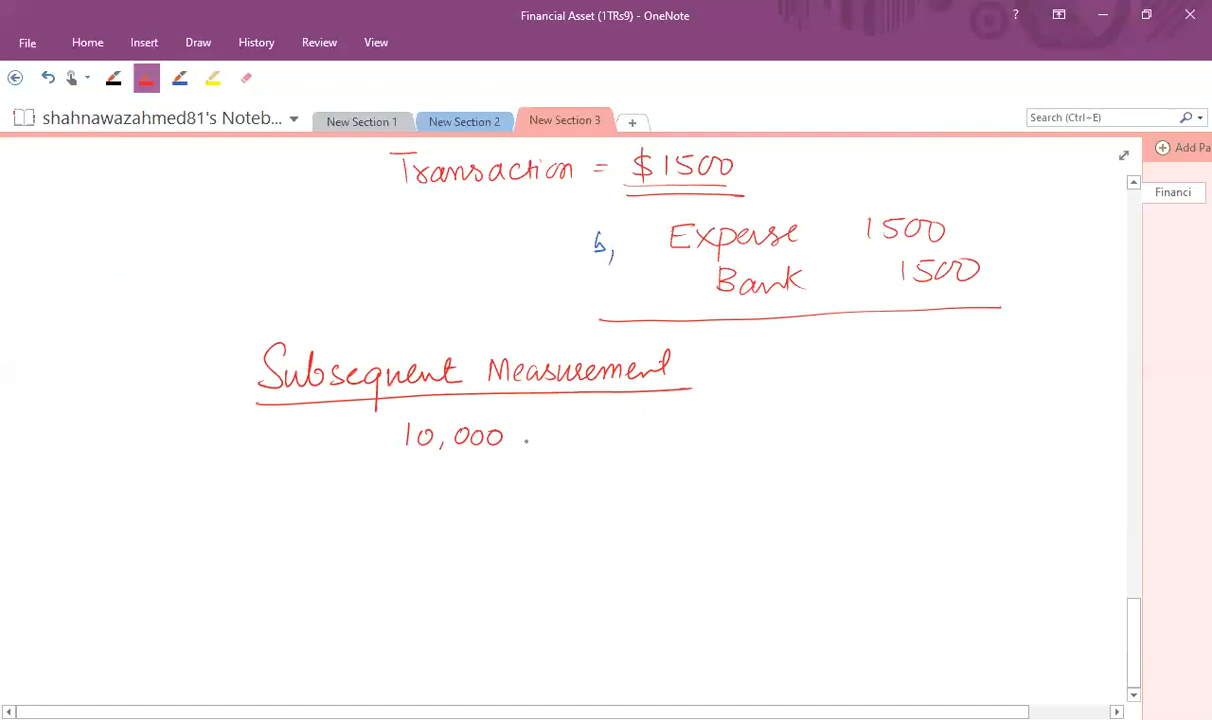 Financial Asset (1TRs9) - OneNote
?
File Home Insert Draw History Review View
shahnawazahmed81's Noteb...
New Section 1 New Section 2 New Section 3 +
Search (Ctrl+E)
Add Pa
Financi
Transaction = $1500
Expense 1500
Bank 1500
Subsequent Measurement
10,000